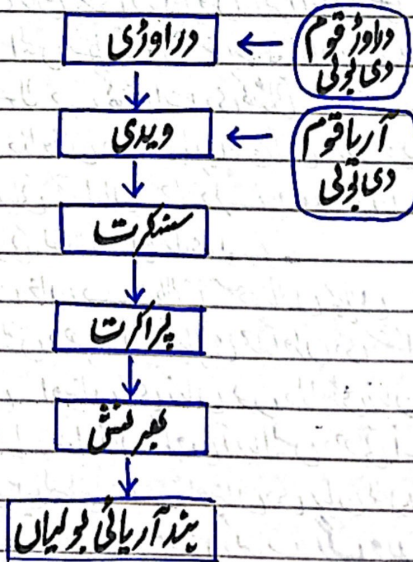 دراوڑ قوم
دی بولی
دراوڑی
آریا قوم
دی بولی
ویدی
سنسکرت
پراکرت
اپبھرنش
ہند آریائی بولیاں